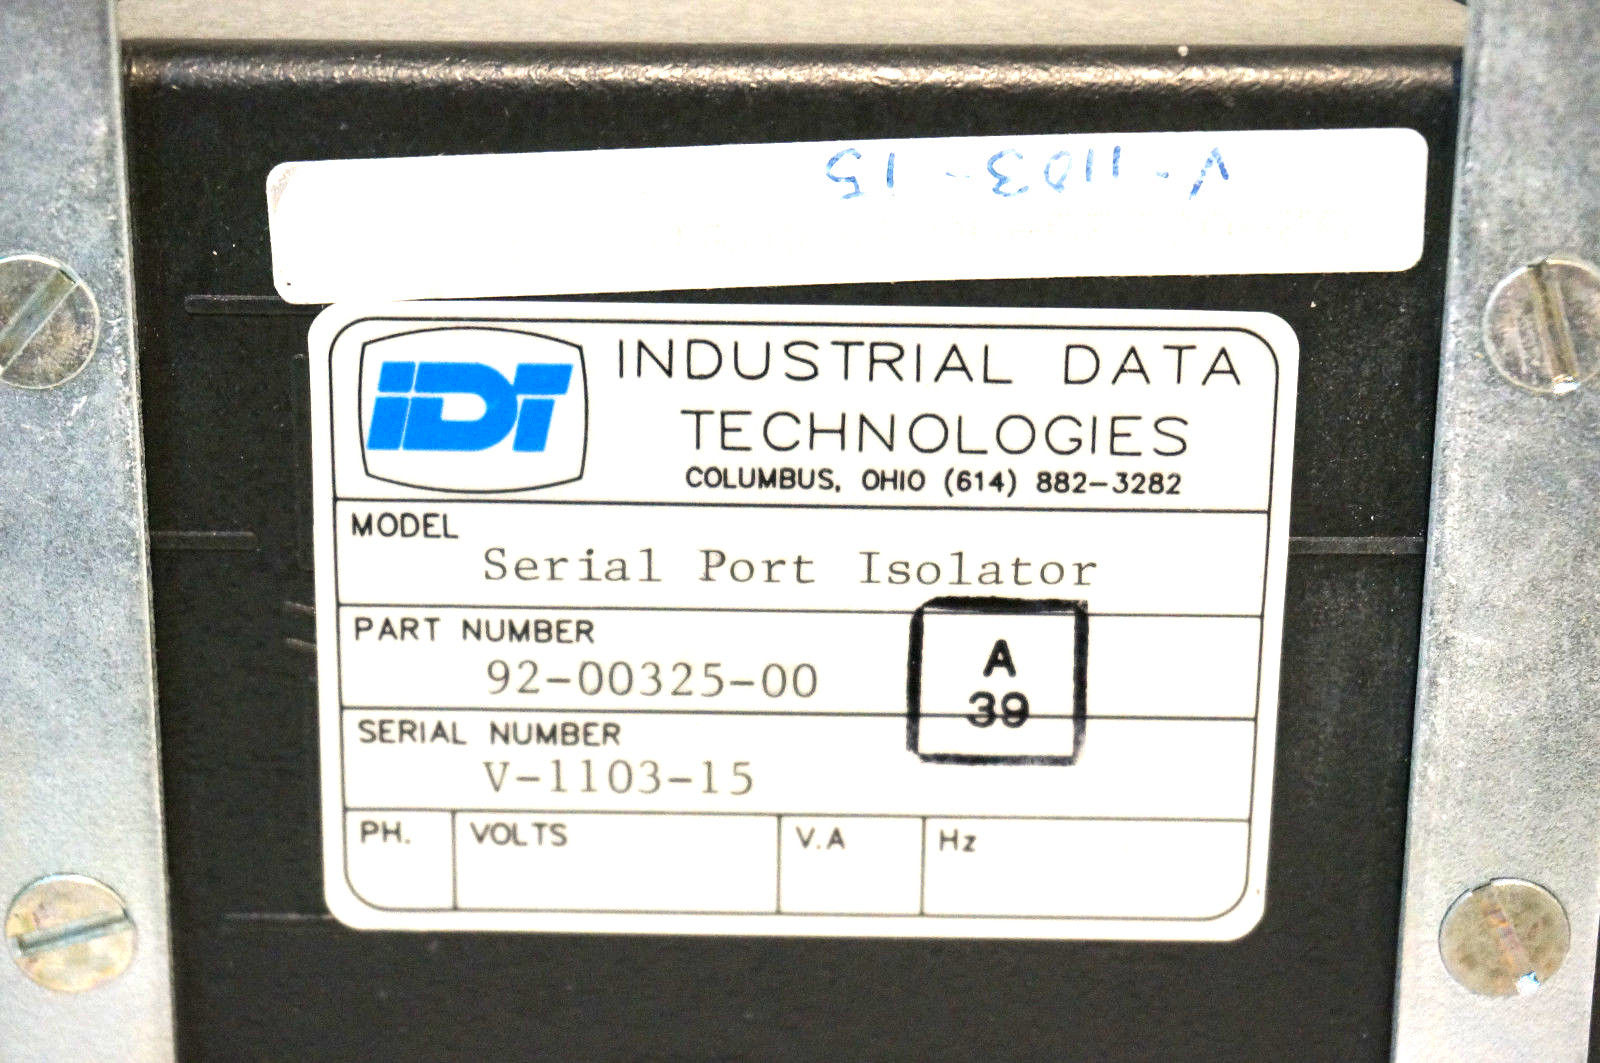 V-1103-15
IDT
INDUSTRIAL DATA
TECHNOLOGIES
COLUMBUS, OHIO (614) 882-3282
MODEL
Serial Port Isolator
PART NUMBER
92-00325-00
A
39
SERIAL NUMBER
V-1103-15
PH. VOLTS V.A Hz